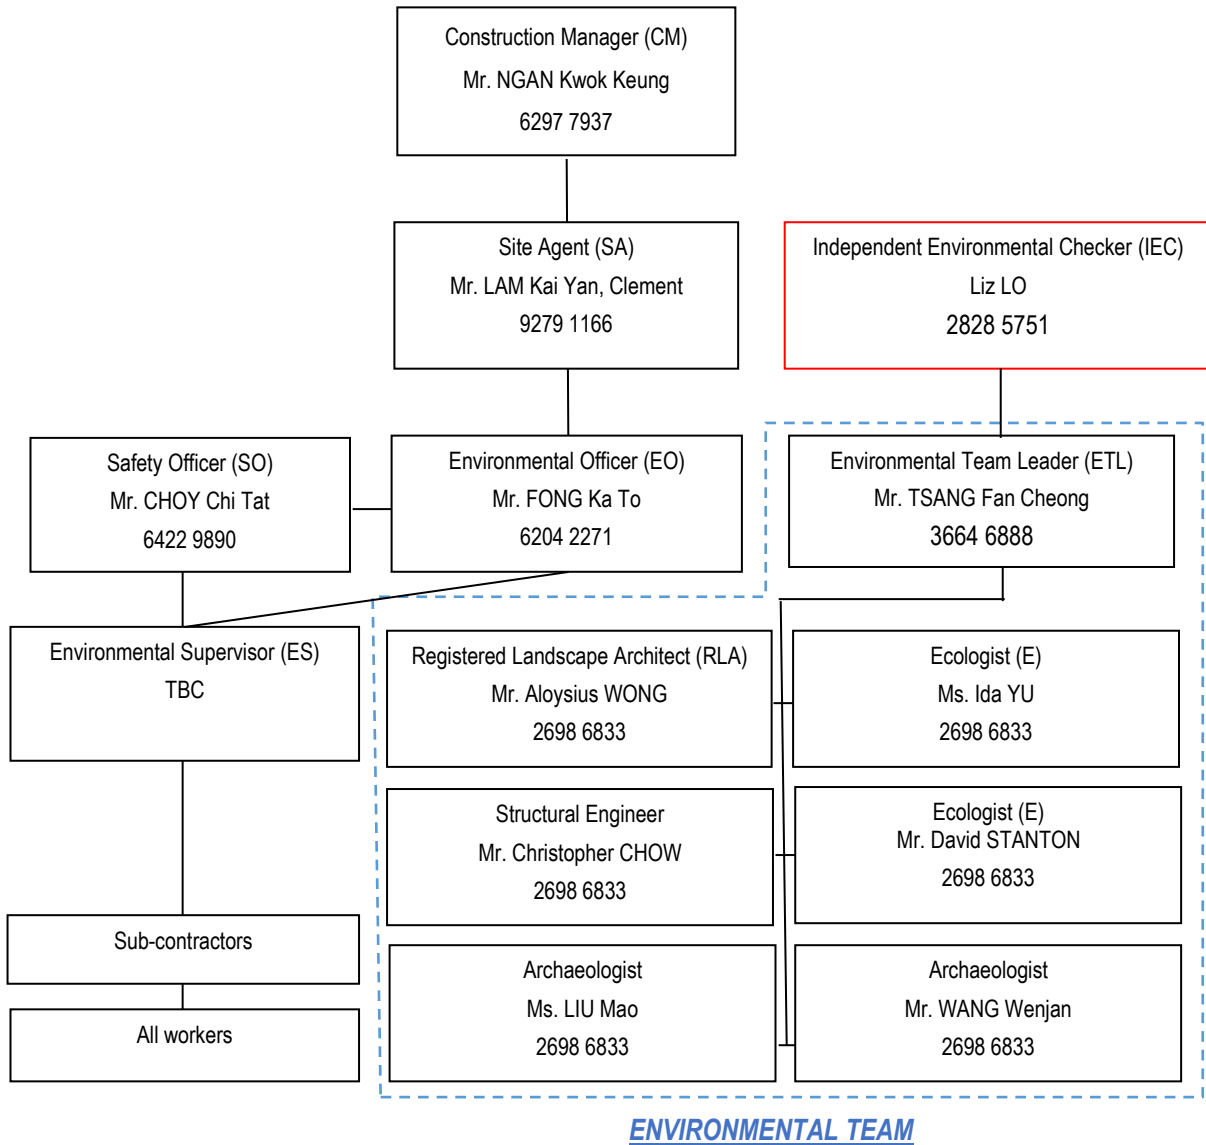 Construction Manager (CM)
Mr. NGAN Kwok Keung
6297 7937
Site Agent (SA)
Mr. LAM Kai Yan, Clement
9279 1166
Independent Environmental Checker (IEC)
Liz LO
2828 5751
Safety Officer (SO)
Mr. CHOY Chi Tat
6422 9890
Environmental Officer (EO)
Mr. FONG Ka To
6204 2271
Environmental Team Leader (ETL)
Mr. TSANG Fan Cheong
3664 6888
Environmental Supervisor (ES)
TBC
Registered Landscape Architect (RLA)
Mr. Aloysius WONG
2698 6833
Ecologist (E)
Ms. Ida YU
2698 6833
Structural Engineer
Mr. Christopher CHOW
2698 6833
Ecologist (E)
Mr. David STANTON
2698 6833
Sub-contractors
All workers
Archaeologist
Ms. LIU Mao
2698 6833
Archaeologist
Mr. WANG Wenjan
2698 6833
ENVIRONMENTAL TEAM